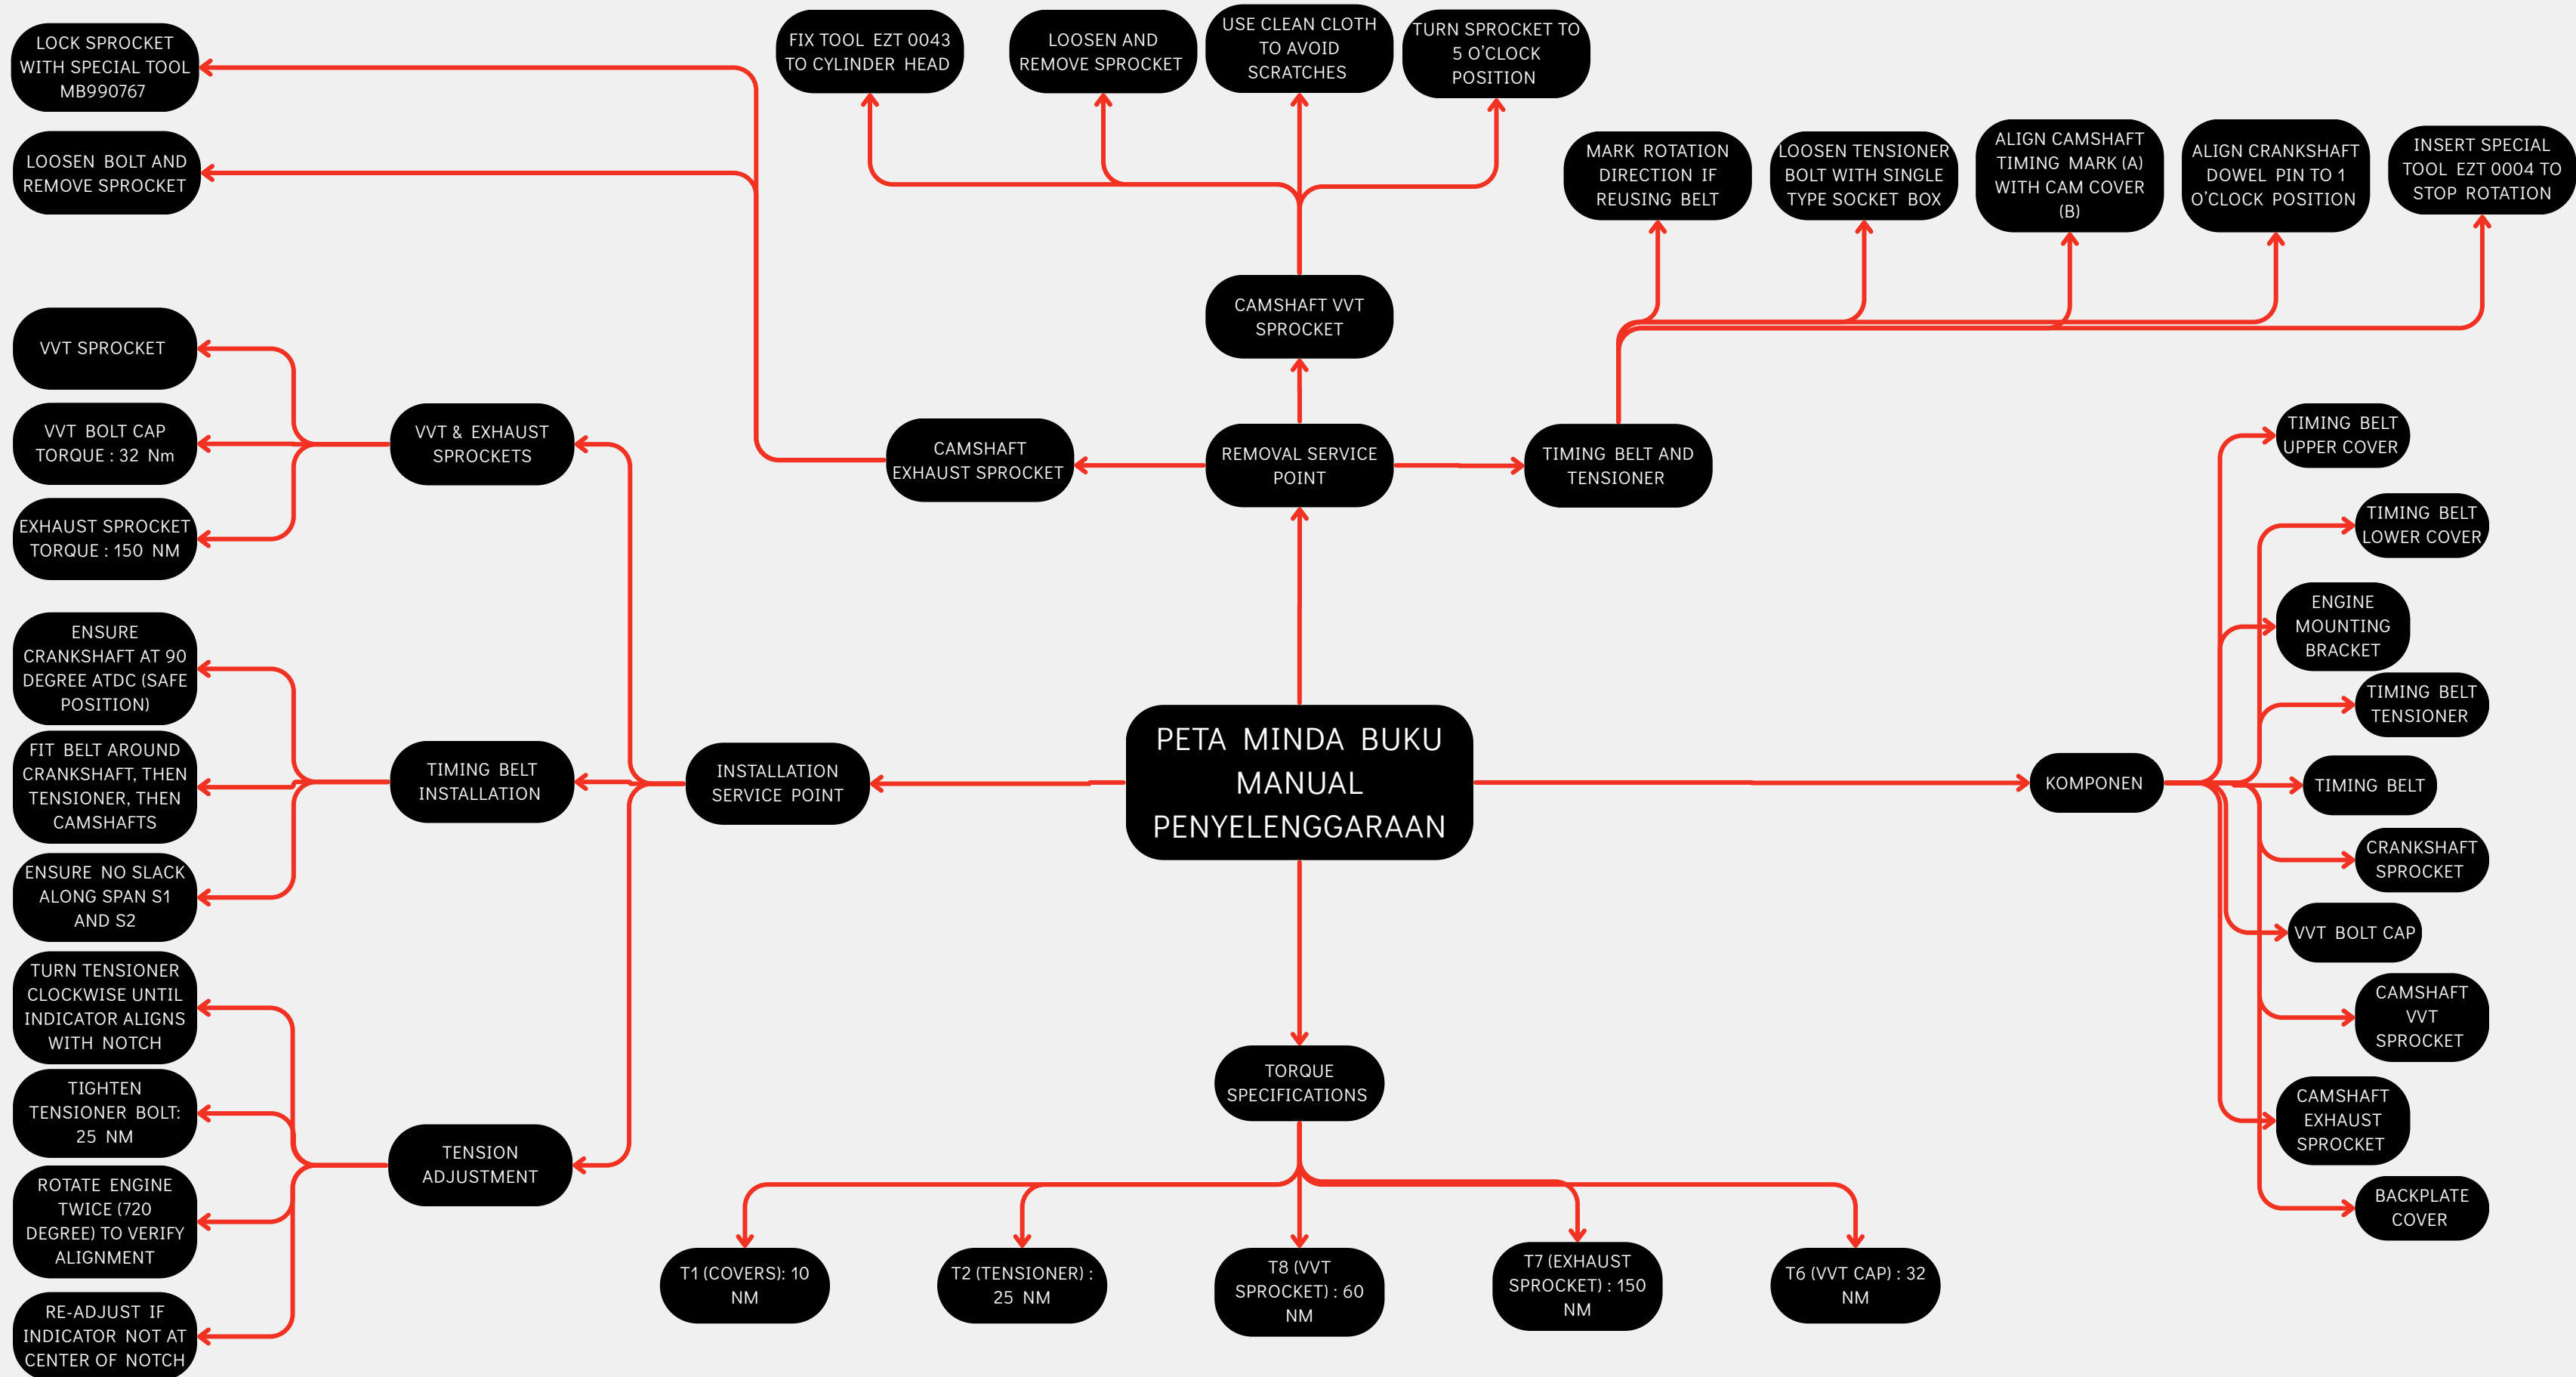 LOCK SPROCKET
WITH SPECIAL TOOL
MB990767
LOOSEN BOLT AND
REMOVE SPROCKET
FIX TOOL EZT 0043
TO CYLINDER HEAD
LOOSEN AND
REMOVE SPROCKET
USE CLEAN CLOTH
TO AVOID
SCRATCHES
TURN SPROCKET TO
5 O'CLOCK
POSITION
MARK ROTATION
DIRECTION IF
REUSING BELT
LOOSEN TENSIONER
BOLT WITH SINGLE
TYPE SOCKET BOX
ALIGN CAMSHAFT
TIMING MARK (A)
WITH CAM COVER
(B)
ALIGN CRANKSHAFT
DOWEL PIN TO 1
O'CLOCK POSITION
INSERT SPECIAL
TOOL EZT 0004 TO
STOP ROTATION
CAMSHAFT VVT
SPROCKET
CAMSHAFT
EXHAUST SPROCKET
REMOVAL SERVICE
POINT
TIMING BELT AND
TENSIONER
VVT SPROCKET
VVT BOLT CAP
TORQUE : 32 Nm
EXHAUST SPROCKET
TORQUE : 150 NM
VVT & EXHAUST
SPROCKETS
ENSURE
CRANKSHAFT AT 90
DEGREE ATDC (SAFE
POSITION)
FIT BELT AROUND
CRANKSHAFT, THEN
TENSIONER, THEN
CAMSHAFTS
ENSURE NO SLACK
ALONG SPAN S1
AND S2
TIMING BELT
INSTALLATION
INSTALLATION
SERVICE POINT
PETA MINDA BUKU
MANUAL
PENYELENGGARAAN
KOMPONEN
TIMING BELT
UPPER COVER
TIMING BELT
LOWER COVER
ENGINE
MOUNTING
BRACKET
TIMING BELT
TENSIONER
TIMING BELT
CRANKSHAFT
SPROCKET
VVT BOLT CAP
CAMSHAFT
VVT
SPROCKET
CAMSHAFT
EXHAUST
SPROCKET
BACKPLATE
COVER
TURN TENSIONER
CLOCKWISE UNTIL
INDICATOR ALIGNS
WITH NOTCH
TIGHTEN
TENSIONER BOLT:
25 NM
ROTATE ENGINE
TWICE (720
DEGREE) TO VERIFY
ALIGNMENT
RE-ADJUST IF
INDICATOR NOT AT
CENTER OF NOTCH
TENSION
ADJUSTMENT
TORQUE
SPECIFICATIONS
T1 (COVERS): 10
NM
T2 (TENSIONER) :
25 NM
T8 (VVT
SPROCKET) : 60
NM
T7 (EXHAUST
SPROCKET) : 150
NM
T6 (VVT CAP) : 32
NM